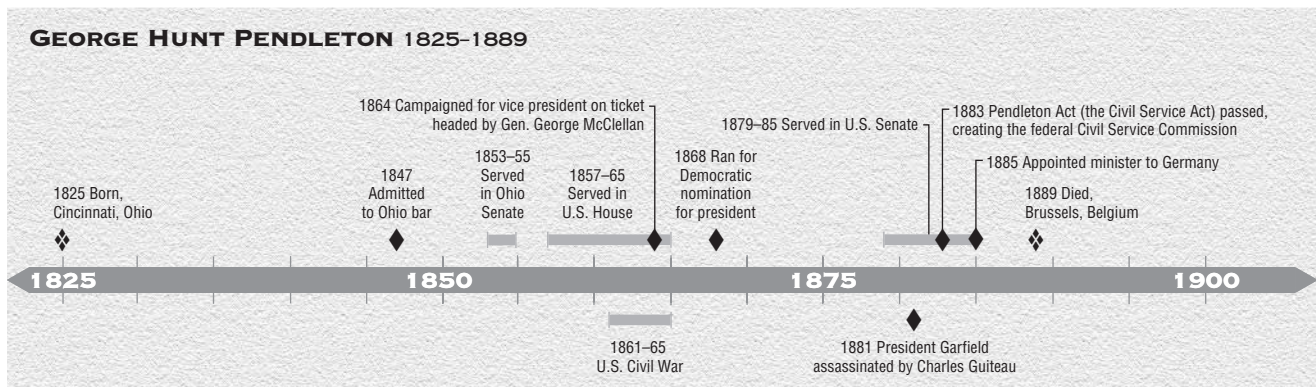 GEORGE HUNT PENDLETON 1825–1889
1864 Campaigned for vice president on ticket
headed by Gen. George McClellan
1879–85 Served in U.S. Senate
1883 Pendleton Act (the Civil Service Act) passed,
creating the federal Civil Service Commission
1885 Appointed minister to Germany
1825 Born,
Cincinnati, Ohio
1847
Admitted
to Ohio bar
1853–55
Served
in Ohio
Senate
1857–65
Served in
U.S. House
1868 Ran for
Democratic
nomination
for president
1889 Died,
Brussels, Belgium
1825
1850
1875
1900
1861–65
U.S. Civil War
1881 President Garfield
assassinated by Charles Guiteau